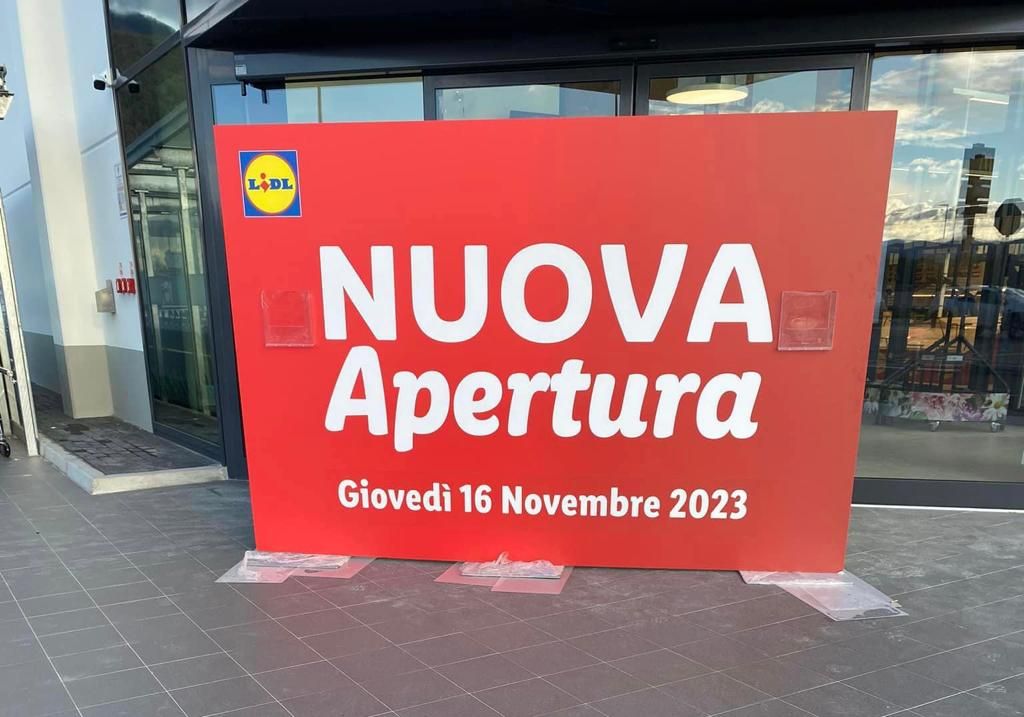 LIDL
NUOVA
Apertura
Giovedì 16 Novembre 2023